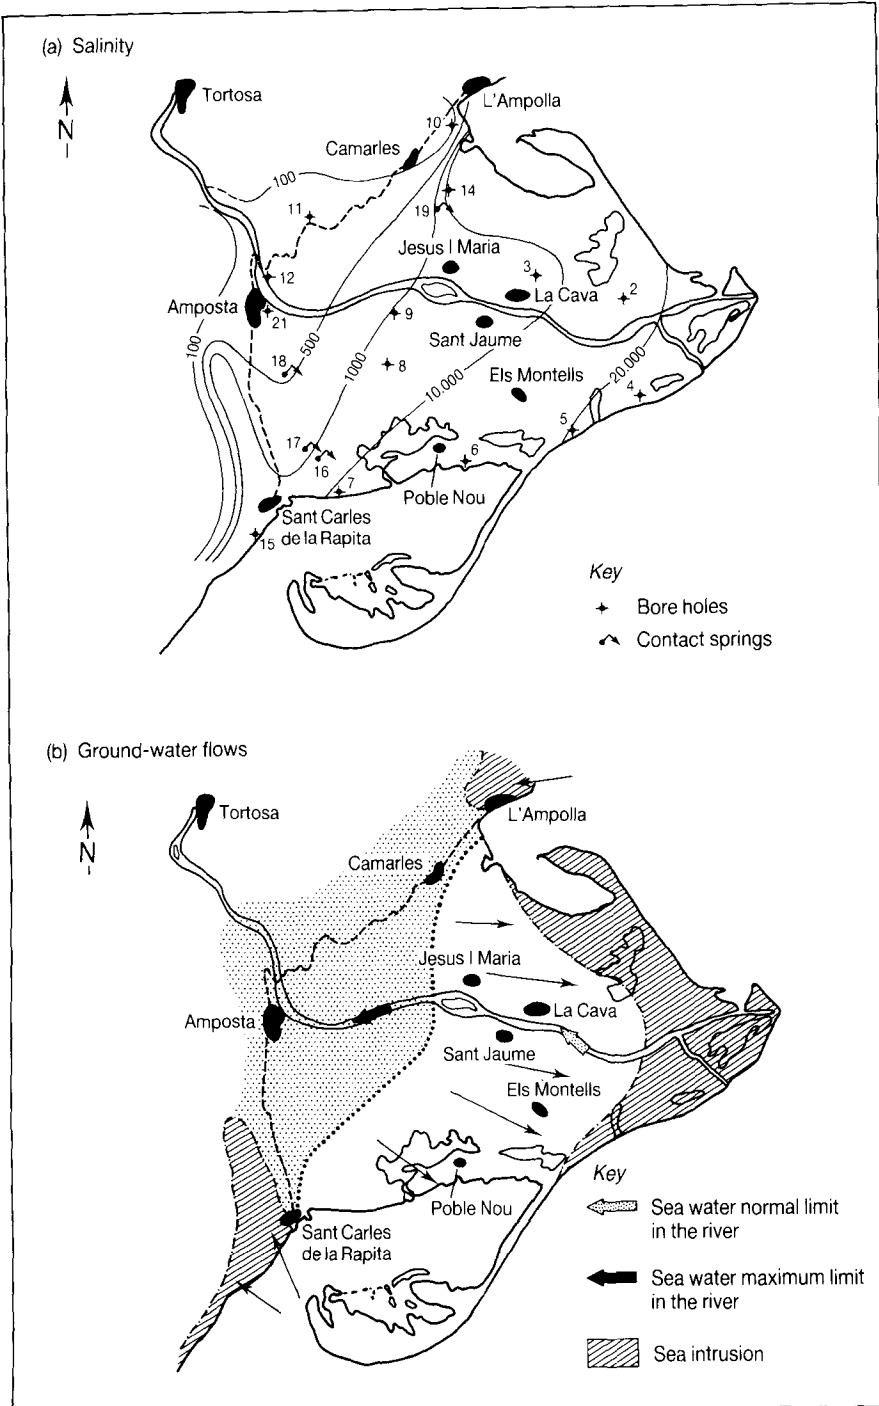 (a) Salinity
Tortosa
L'Ampolla
N
10
Camarles
100
14
11
19
Jesus I Maria
3
12
2
La Cava
Amposta
21
9
Sant Jaume
100
500
18
1000
8
20.000
Els Montells
10.000
4
5
17
16
6
7
Poble Nou
Sant Carles
de la Rapita
15
Key
Bore holes
Contact springs
(b) Ground-water flows
Tortosa
L'Ampolla
N
Camarles
Jesus I Maria
La Cava
Amposta
Sant Jaume
Els Montells
Key
Poble Nou
Sea water normal limit
in the river
Sant Carles
de la Rapita
Sea water maximum limit
in the river
Sea intrusion